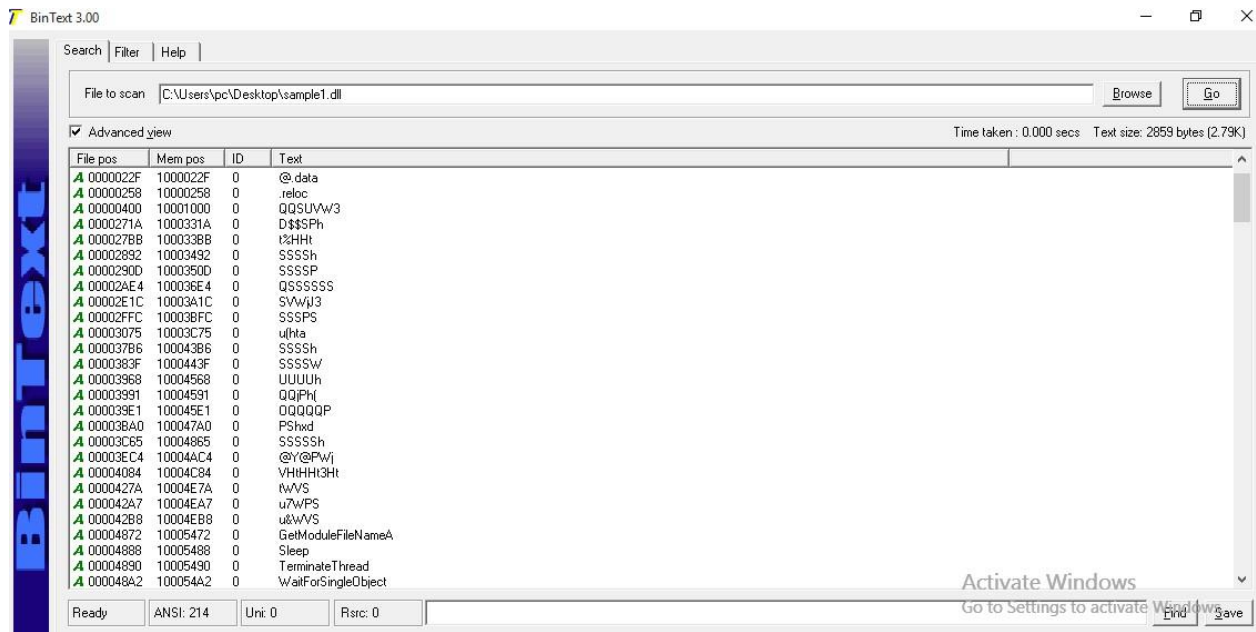 BinText 3.00
Search Filter Help
File to scan C:\Users\pc\Desktop\sample1.dll Browse Go
Advanced view Time taken : 0.000 secs Text size: 2859 bytes (2.79K)
File pos Mem pos ID Text
A 0000022F 1000022F 0 @.data
A 00000258 10000258 0 .reloc
A 00000400 10001000 0 QQSUVW3
A 0000271A 1000331A 0 D$$SPh
A 000027BB 100033BB 0 t%HHt
A 00002892 10003492 0 SSSSh
A 0000290D 1000350D 0 SSSSP
A 00002AE4 100036E4 0 QSSSSSS
A 00002E1C 10003A1C 0 SVWjJ3
A 00002FFC 10003BFC 0 SSSPS
A 00003075 10003C75 0 u(hta
A 000037B6 100043B6 0 SSSSh
A 0000383F 1000443F 0 SSSSW
A 00003968 10004568 0 UUUUh
A 00003991 10004591 0 QQjPh(
A 000039E1 100045E1 0 OQQQQP
A 00003BA0 100047A0 0 PShxd
A 00003C65 10004865 0 SSSSSh
A 00003EC4 10004AC4 0 @Y@PWj
A 00004084 10004C84 0 VHtHHt3Ht
A 0000427A 10004E7A 0 tWVS
A 000042A7 10004EA7 0 u7WPS
A 000042B8 10004EB8 0 u&WVS
A 00004872 10005472 0 GetModuleFileNameA
A 00004888 10005488 0 Sleep
A 00004890 10005490 0 TerminateThread
A 000048A2 100054A2 0 WaitForSingleObject
Activate Windows
Go to Settings to activate Windows.
Ready ANSI: 214 Uni: 0 Rsrc: 0 Find Save
BinText